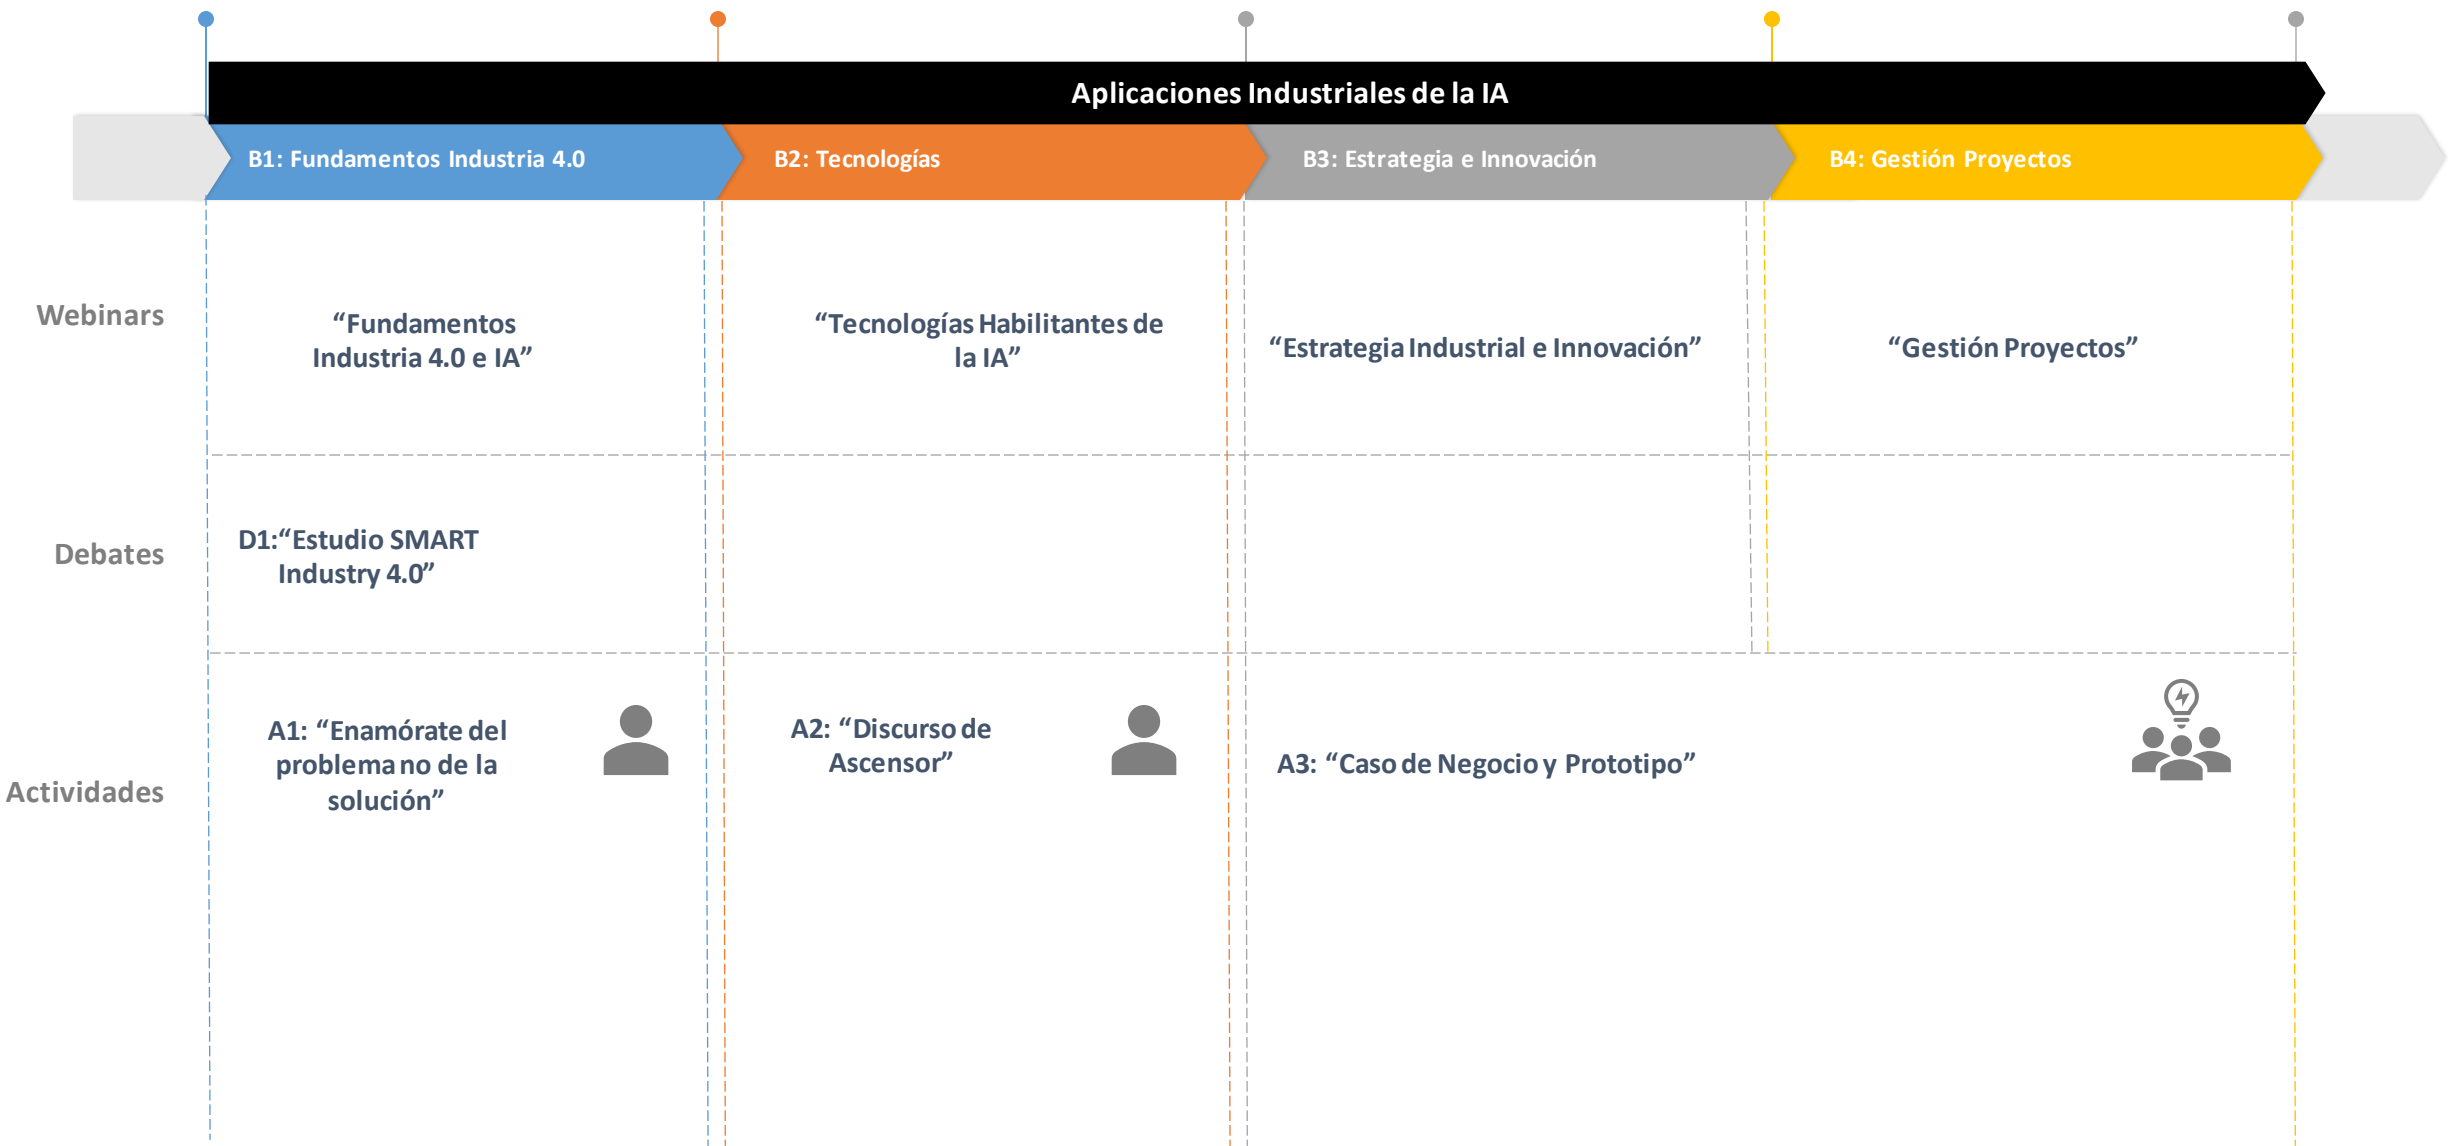 Aplicaciones Industriales de la IA
B1: Fundamentos Industria 4.0
B2: Tecnologías
B3: Estrategia e Innovación
B4: Gestión Proyectos
Webinars
“Fundamentos
Industria 4.0 e IA”
“Tecnologías Habilitantes de
la IA”
“Estrategia Industrial e Innovación”
“Gestión Proyectos”
Debates
D1:“Estudio SMART
Industry 4.0”
Actividades
A1: “Enamórate del
problema no de la
solución”
A2: “Discurso de
Ascensor”
A3: “Caso de Negocio y Prototipo”